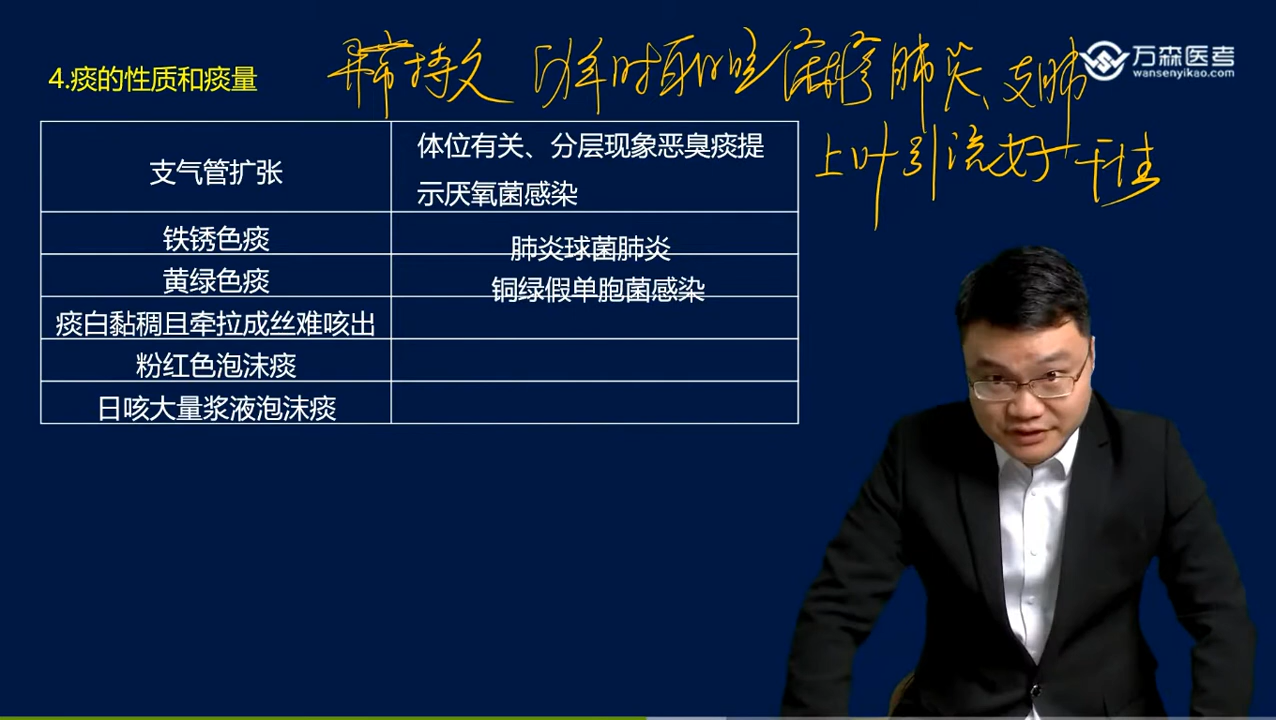 4.痰的性质和痰量
万森医考
wansenyikao.com
支肺
上叶引流好 干性
支气管扩张
体位有关、分层现象恶臭痰提
示厌氧菌感染
铁锈色痰
肺炎球菌肺炎
黄绿色痰
铜绿假单胞菌感染
痰白黏稠且牵拉成丝难咳出
粉红色泡沫痰
日咳大量浆液泡沫痰